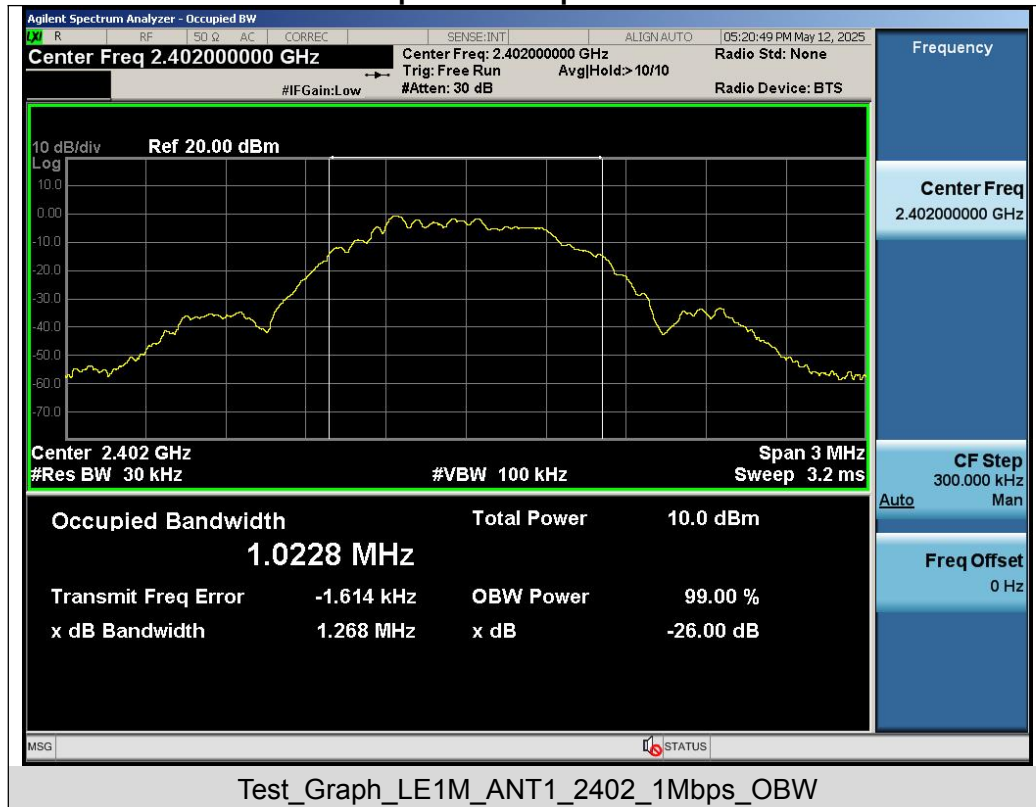 Agilent Spectrum Analyzer - Occupied BW
LXI R RF 50 Ω AC CORREC SENSE:INT ALIGN AUTO 05:20:49 PM May 12, 2025
Center Freq 2.402000000 GHz Center Freq: 2.402000000 GHz Radio Std: None
Trig: Free Run Avg|Hold:> 10/10
#IFGain:Low #Atten: 30 dB Radio Device: BTS
Frequency
10 dB/div Ref 20.00 dBm
Log
10.0
0.00
-10.0
-20.0
-30.0
-40.0
-50.0
-60.0
-70.0
Center 2.402 GHz Span 3 MHz
#Res BW 30 kHz #VBW 100 kHz Sweep 3.2 ms
Occupied Bandwidth Total Power 10.0 dBm
1.0228 MHz
Transmit Freq Error -1.614 kHz OBW Power 99.00 %
x dB Bandwidth 1.268 MHz x dB -26.00 dB
Center Freq
2.402000000 GHz
CF Step
300.000 kHz
Auto Man
Freq Offset
0 Hz
MSG STATUS
Test_Graph_LE1M_ANT1_2402_1Mbps_OBW